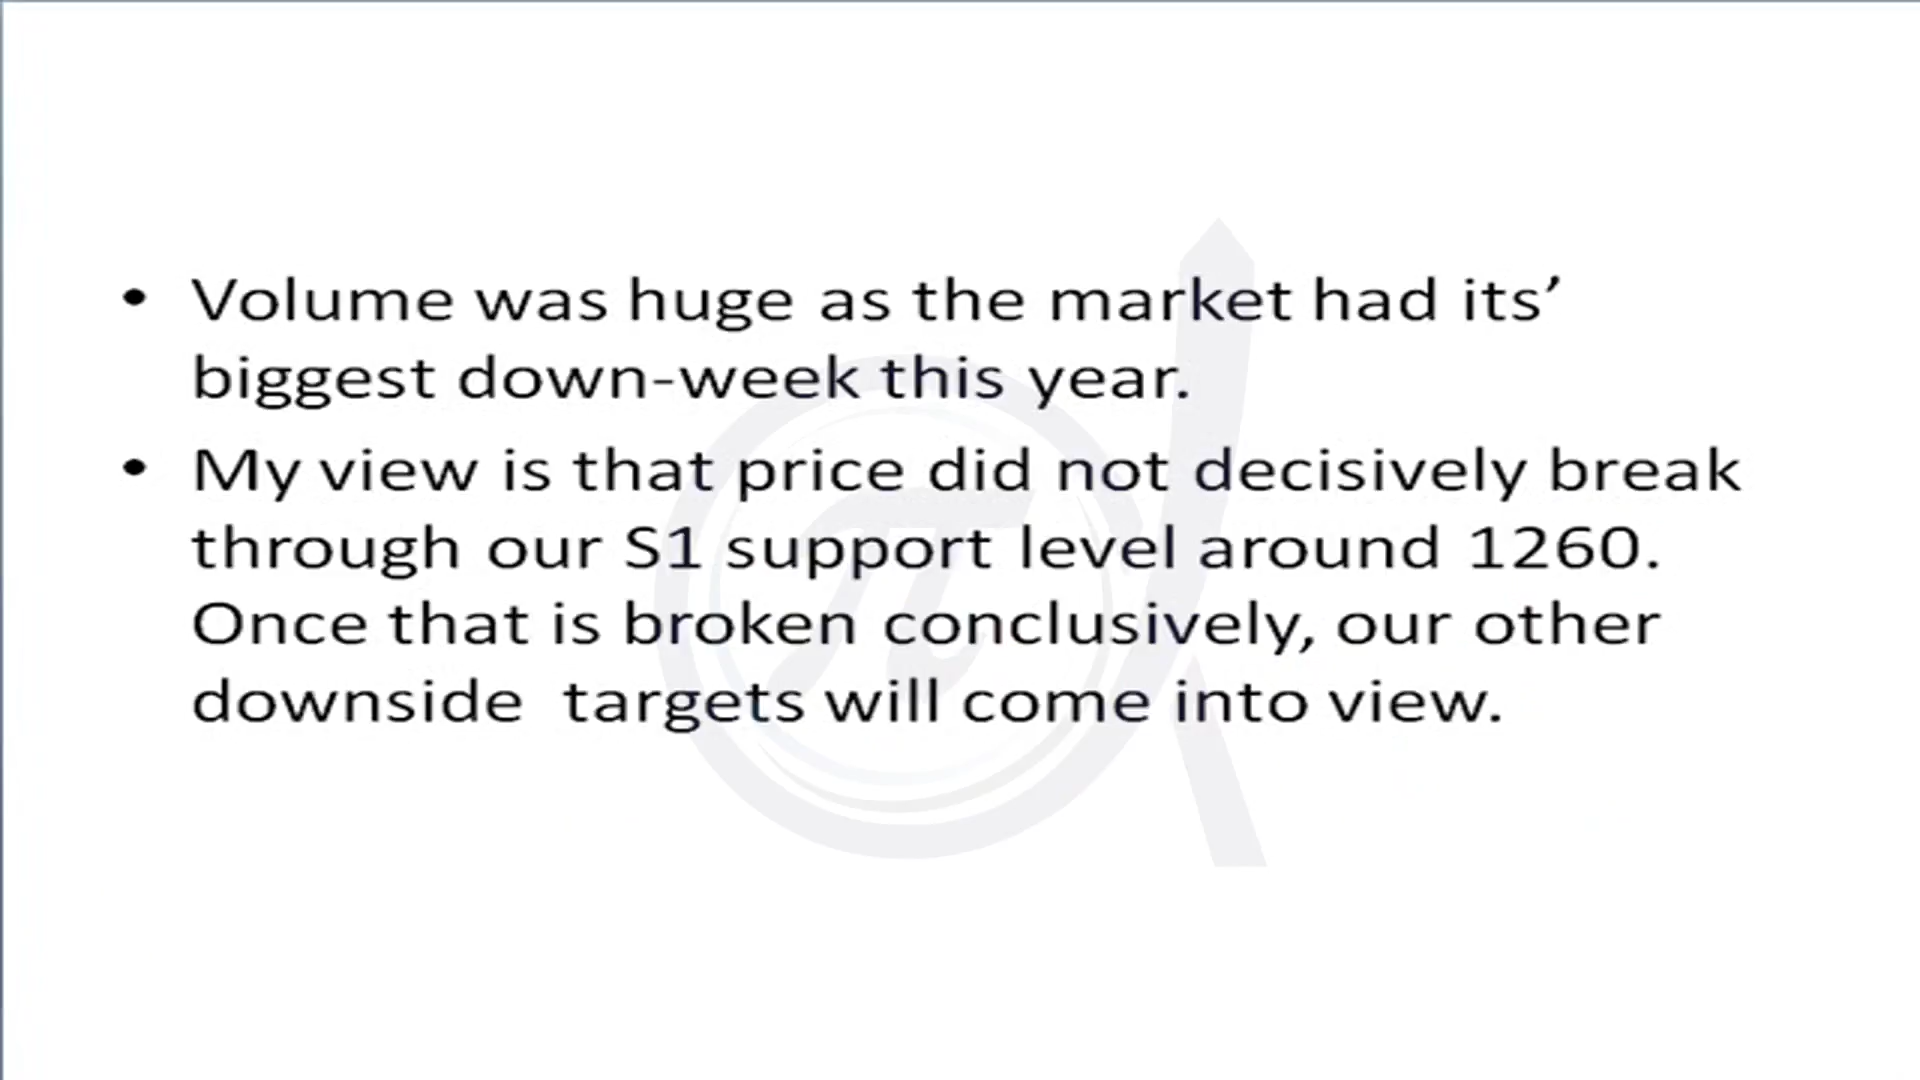 • Volume was huge as the market had its’
biggest down-week this year.
• My view is that price did not decisively break
through our S1 support level around 1260.
Once that is broken conclusively, our other
downside  targets will come into view.